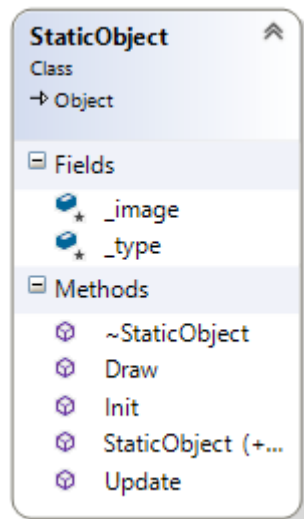 StaticObject
Class
Object
Fields
_image
_type
Methods
~StaticObject
Draw
Init
StaticObject (+...
Update